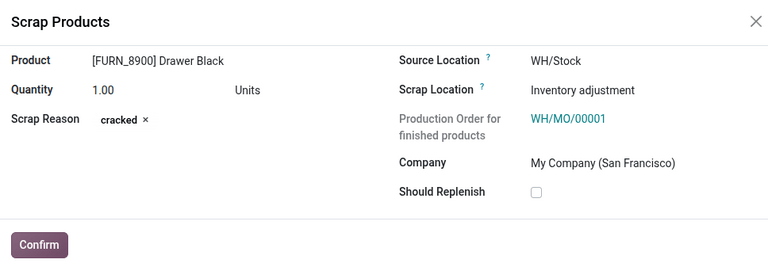 Scrap Products
Product [FURN_8900] Drawer Black
Quantity 1.00 Units
Scrap Reason cracked ×
Source Location ? WH/Stock
Scrap Location ? Inventory adjustment
Production Order for finished products WH/MO/00001
Company My Company (San Francisco)
Should Replenish
Confirm